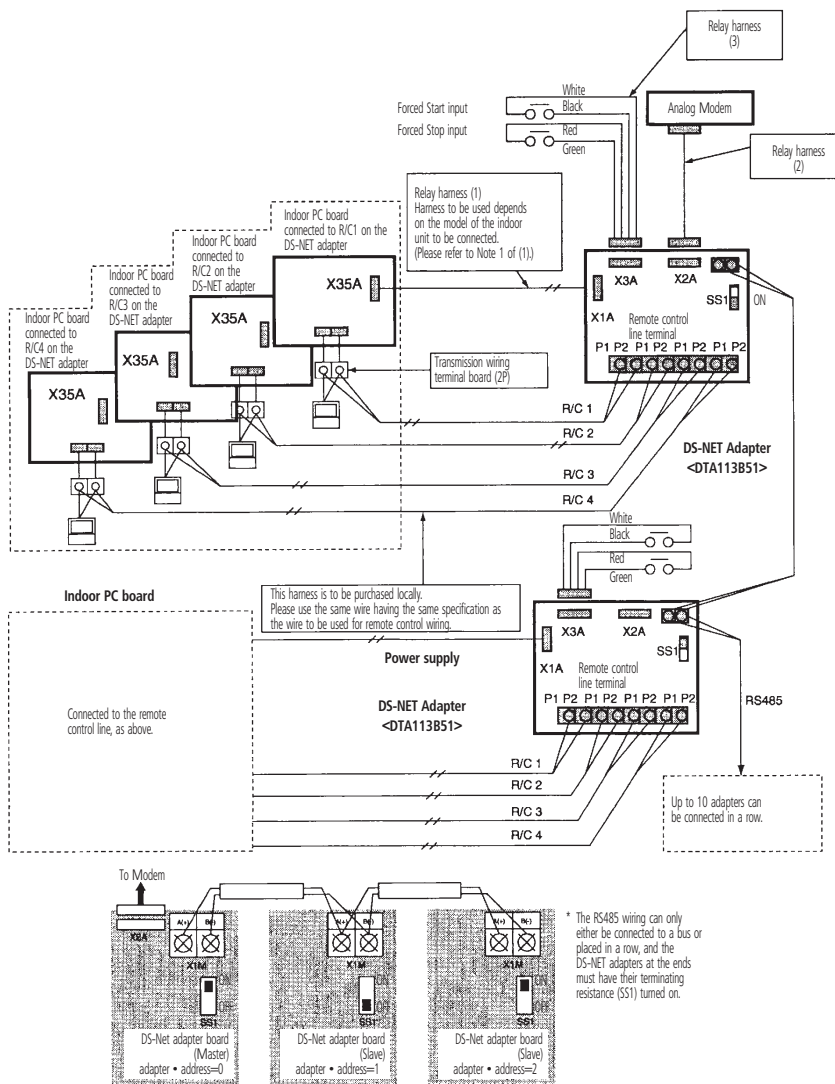 Relay harness
(3)
White
Forced Start input
Black
Analog Modem
Forced Stop input
Red
Green
Relay harness
(2)
Relay harness (1)
Harness to be used depends
on the model of the indoor
unit to be connected.
(Please refer to Note 1 of (1).)
Indoor PC board
connected to R/C1 on the
DS-NET adapter
Indoor PC board
connected to
R/C2 on the
DS-NET adapter
Indoor PC board
connected to
R/C3 on the
DS-NET adapter
Indoor PC board
connected to
R/C4 on the
DS-NET adapter
X35A
X35A
X35A
X35A
X3A
X2A
X1A
SS1
ON
Remote control
line terminal
P1 P2 P1 P2 P1 P2 P1 P2
Transmission wiring
terminal board (2P)
R/C 1
R/C 2
R/C 3
R/C 4
DS-NET Adapter
<DTA113B51>
White
Black
Red
Green
This harness is to be purchased locally.
Please use the same wire having the same specification as
the wire to be used for remote control wiring.
Indoor PC board
Power supply
X3A
X2A
X1A
SS1
Remote control
line terminal
P1 P2 P1 P2 P1 P2 P1 P2
RS485
DS-NET Adapter
<DTA113B51>
Connected to the remote
control line, as above.
R/C 1
R/C 2
R/C 3
R/C 4
Up to 10 adapters can
be connected in a row.
To Modem
X2A
A(+) B(-)
X1M
ON
OFF
SS1
DS-Net adapter board
(Master)
adapter • address=0
A(+) B(-)
X1M
ON
OFF
SS1
DS-Net adapter board
(Slave)
adapter • address=1
A(+) B(-)
X1M
ON
OFF
SS1
DS-Net adapter board
(Slave)
adapter • address=2
* The RS485 wiring can only
either be connected to a bus or
placed in a row, and the
DS-NET adapters at the ends
must have their terminating
resistance (SS1) turned on.